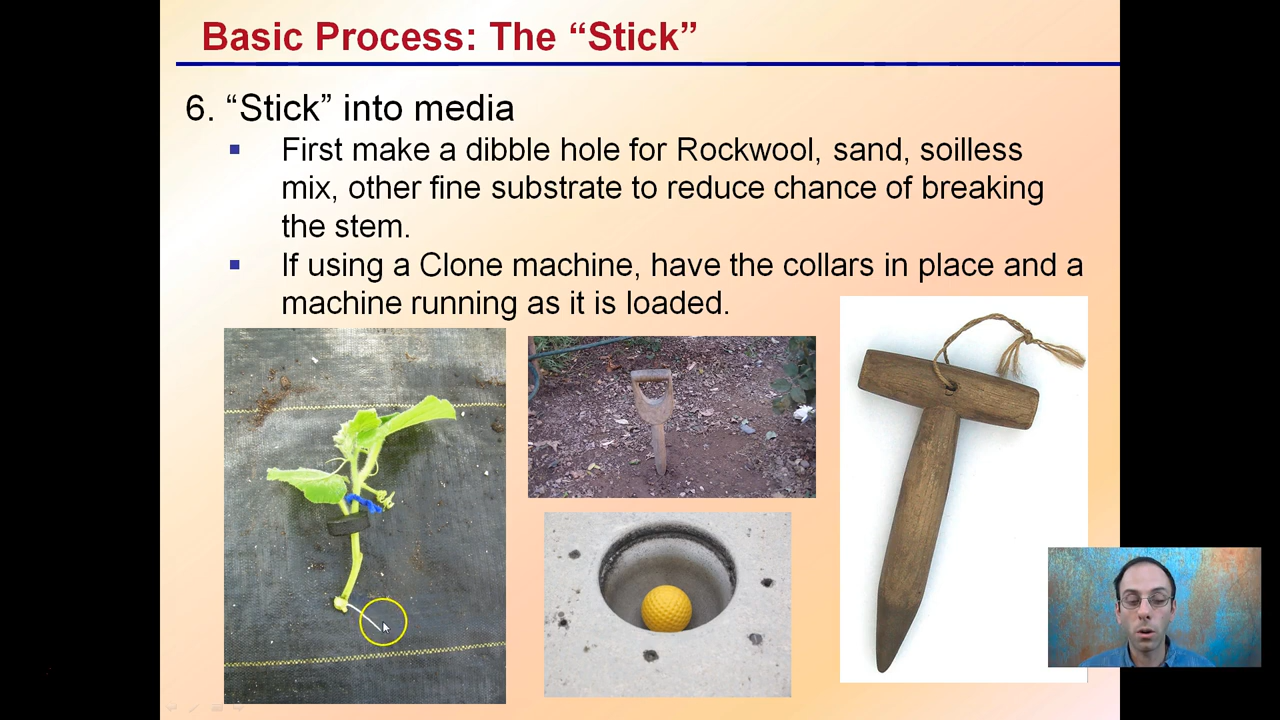 Basic Process: The “Stick”
6. “Stick” into media
▪ First make a dibble hole for Rockwool, sand, soilless
mix, other fine substrate to reduce chance of breaking
the stem.
▪ If using a Clone machine, have the collars in place and a
machine running as it is loaded.